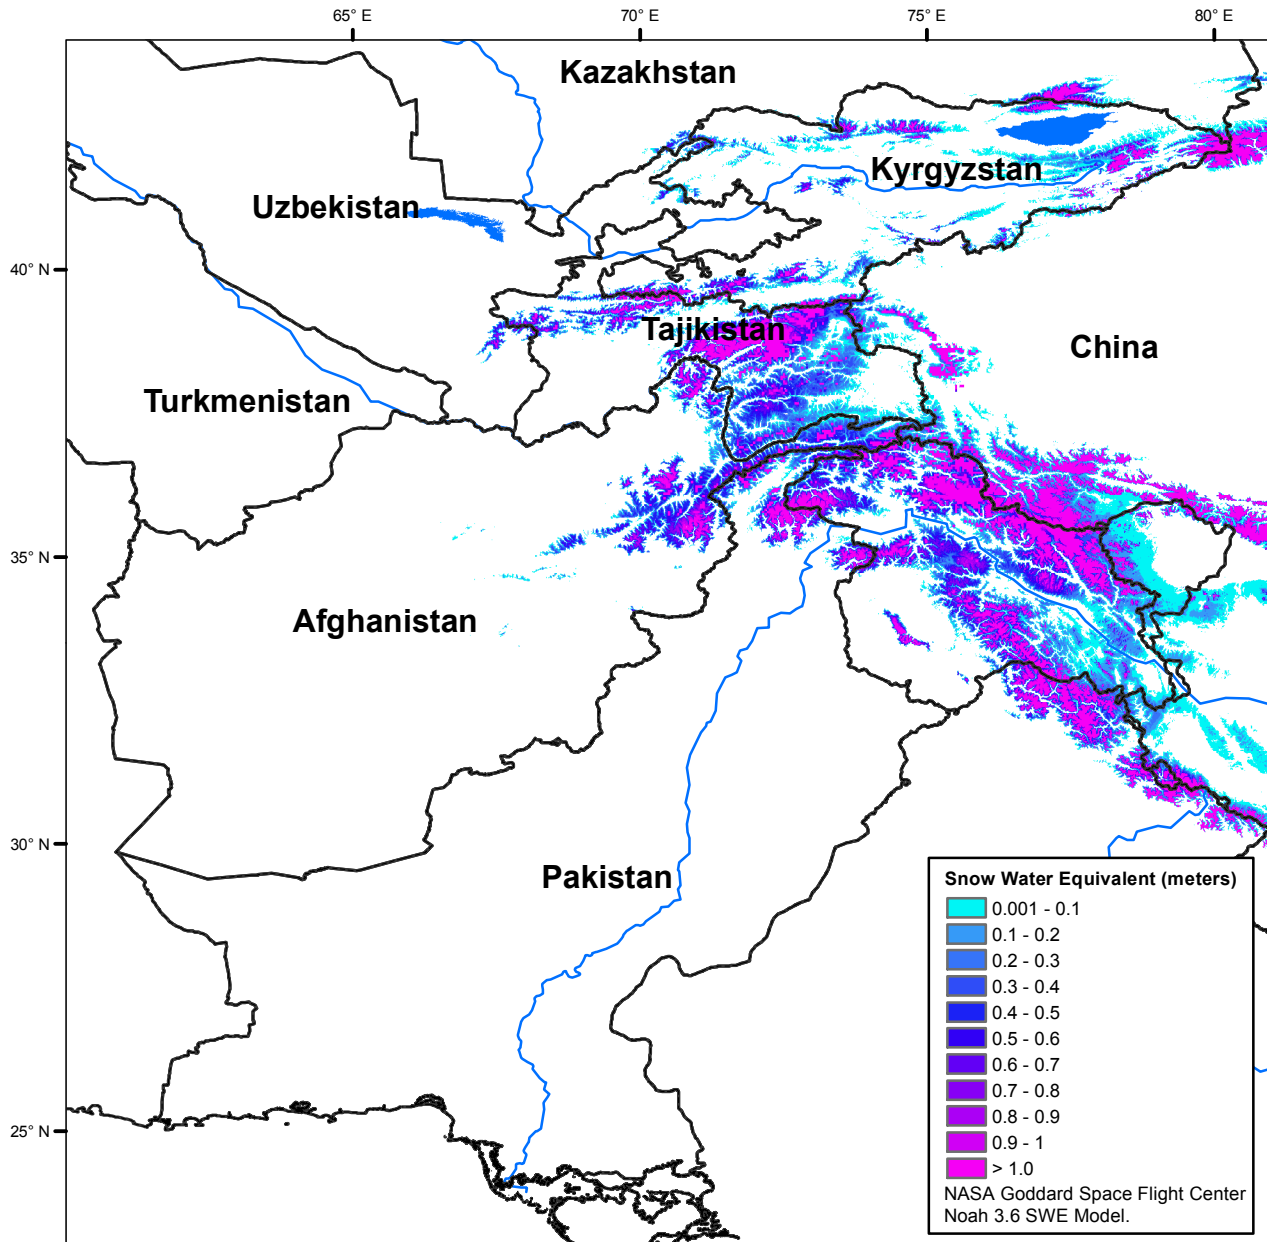 65° E
70° E
75° E
80° E
Kazakhstan
Kyrgyzstan
Uzbekistan
40° N
Tajikistan
China
Turkmenistan
35° N
Afghanistan
30° N
Pakistan
25° N
Snow Water Equivalent (meters)
0.001 - 0.1
0.1 - 0.2
0.2 - 0.3
0.3 - 0.4
0.4 - 0.5
0.5 - 0.6
0.6 - 0.7
0.7 - 0.8
0.8 - 0.9
0.9 - 1
> 1.0
NASA Goddard Space Flight Center
Noah 3.6 SWE Model.